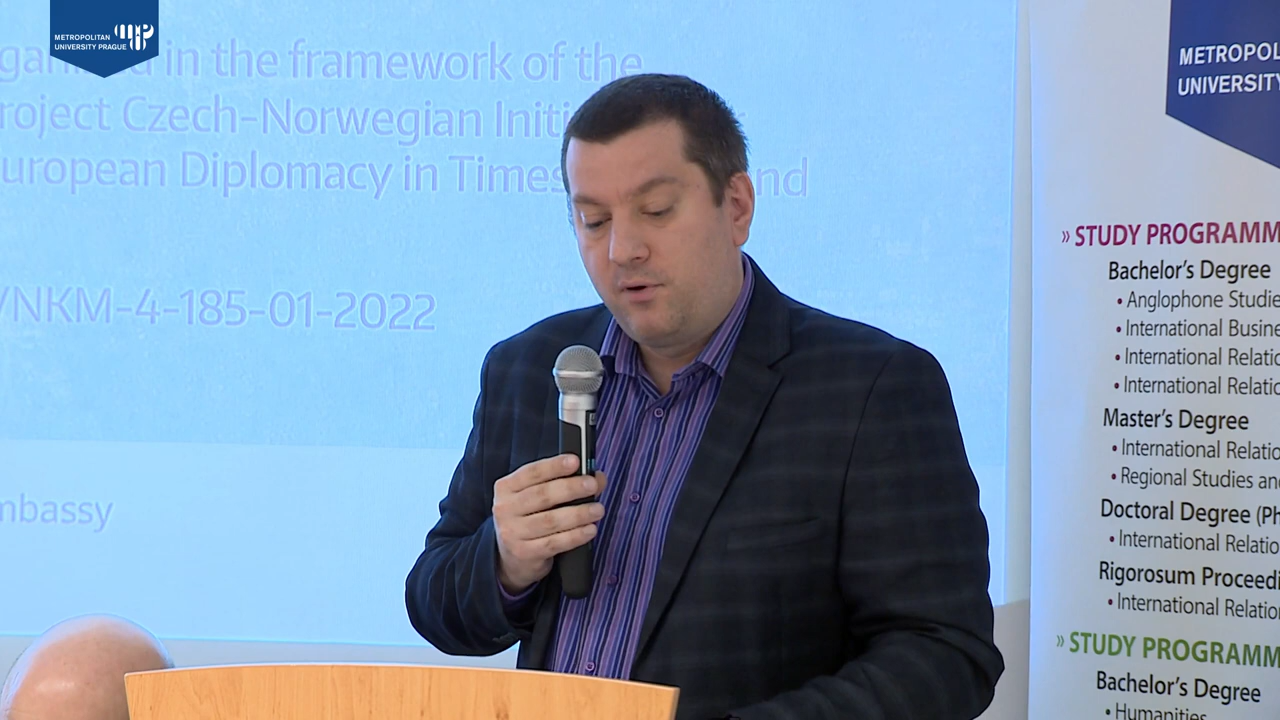 METROPOLITAN
UNIVERSITY PRAGUE
in the framework of the
roject Czech-Norwegian
uropean Diplomacy in Times
nd
/NKM-4-185-01-2022
mbassy
METROPOL
UNIVERSITY
» STUDY PROGRAMM
Bachelor's Degree
• Anglophone Studie
• International Busine
• International Relatio
• International Relatio
Master's Degree
• International Relatio
• Regional Studies and
Doctoral Degree (Ph
• International Relatio
Rigorosum Proceedi
• International Relatio
» STUDY PROGRAMM
Bachelor's Degree
• Humanities